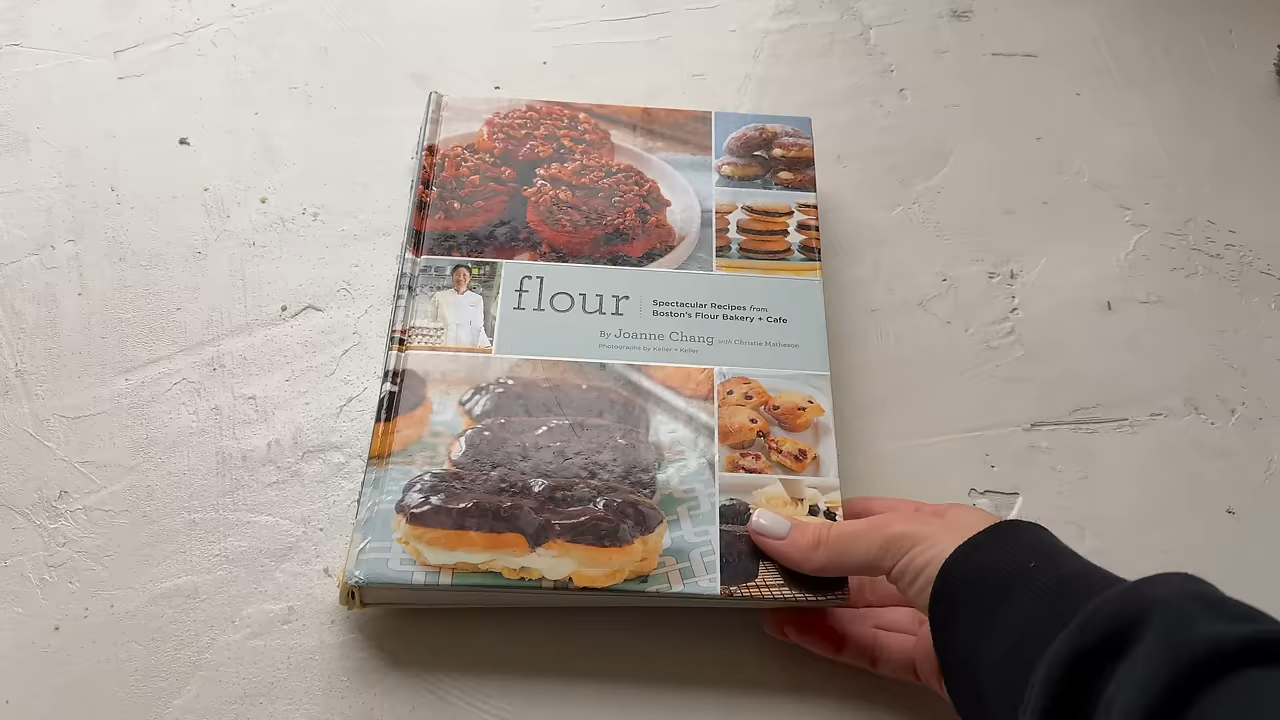 flour
Spectacular Recipes from
Boston's Flour Bakery + Cafe
By Joanne Chang with Christie Matheson
Photographs by Keller + Keller